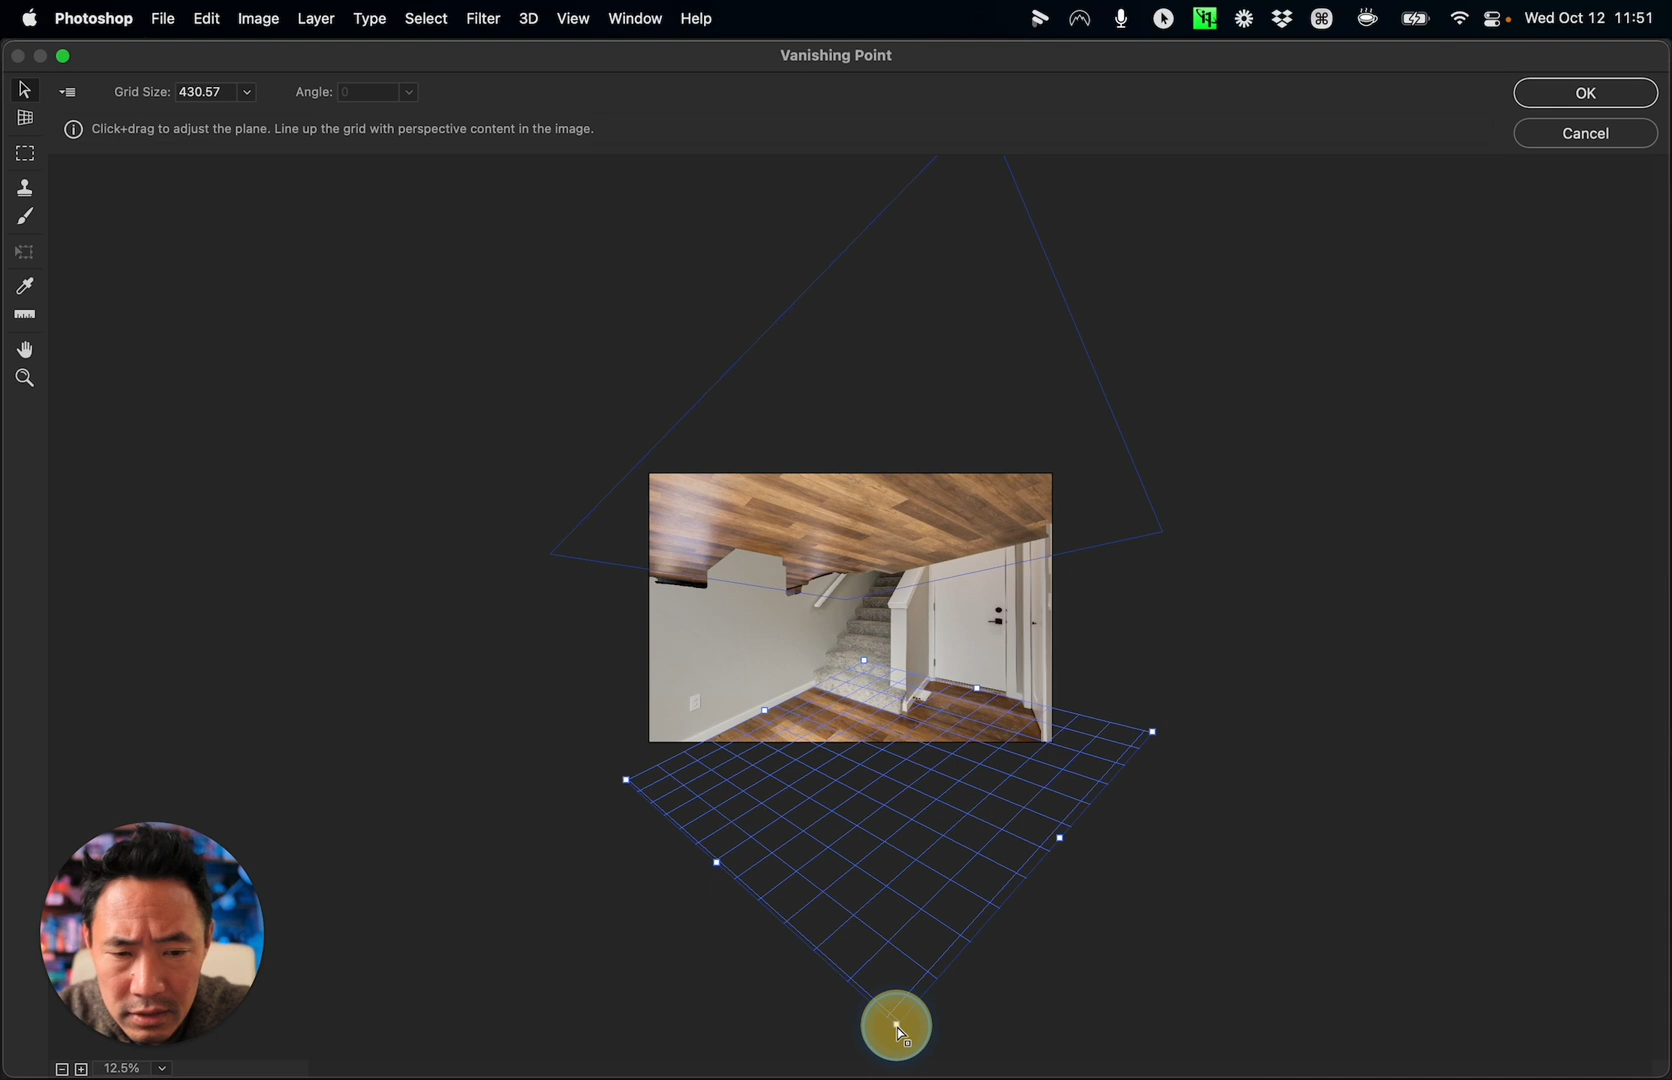 Photoshop File Edit Image Layer Type Select Filter 3D View Window Help Wed Oct 12 11:51
Vanishing Point
Grid Size: 430.57 Angle: 0 OK
Click+drag to adjust the plane. Line up the grid with perspective content in the image. Cancel
12.5%